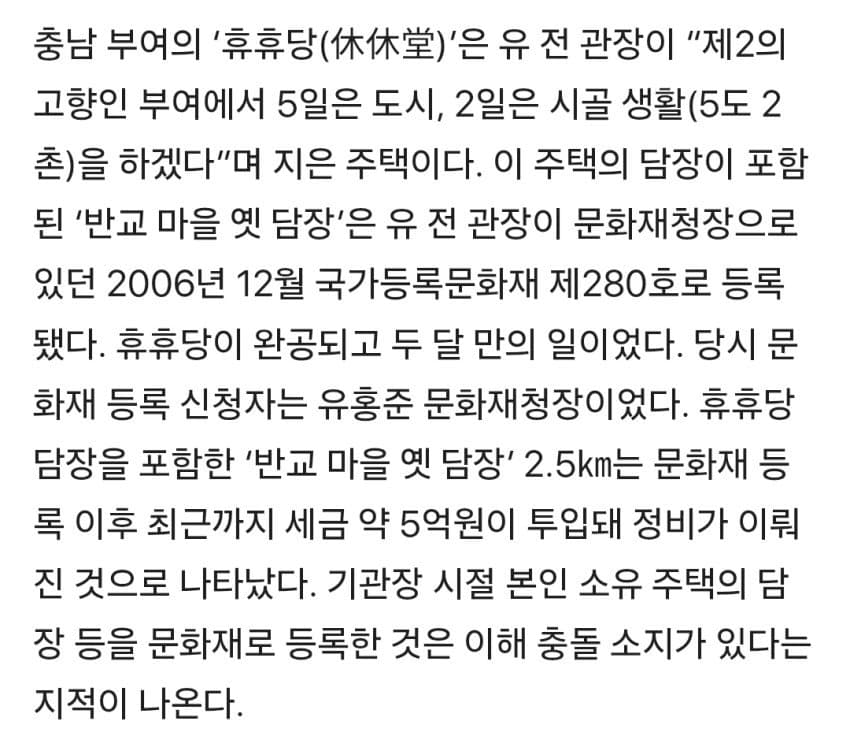 충남 부여의 ‘휴휴당(休休堂)’은 유 전 관장이 “제2의
고향인 부여에서 5일은 도시, 2일은 시골 생활(5도 2
촌)을 하겠다”며 지은 주택이다. 이 주택의 담장이 포함
된 ‘반교 마을 옛 담장’은 유 전 관장이 문화재청장으로
있던 2006년 12월 국가등록문화재 제280호로 등록
됐다. 휴휴당이 완공되고 두 달 만의 일이었다. 당시 문
화재 등록 신청자는 유홍준 문화재청장이었다. 휴휴당
담장을 포함한 ‘반교 마을 옛 담장’ 2.5㎞는 문화재 등
록 이후 최근까지 세금 약 5억원이 투입돼 정비가 이뤄
진 것으로 나타났다. 기관장 시절 본인 소유 주택의 담
장 등을 문화재로 등록한 것은 이해 충돌 소지가 있다는
지적이 나온다.